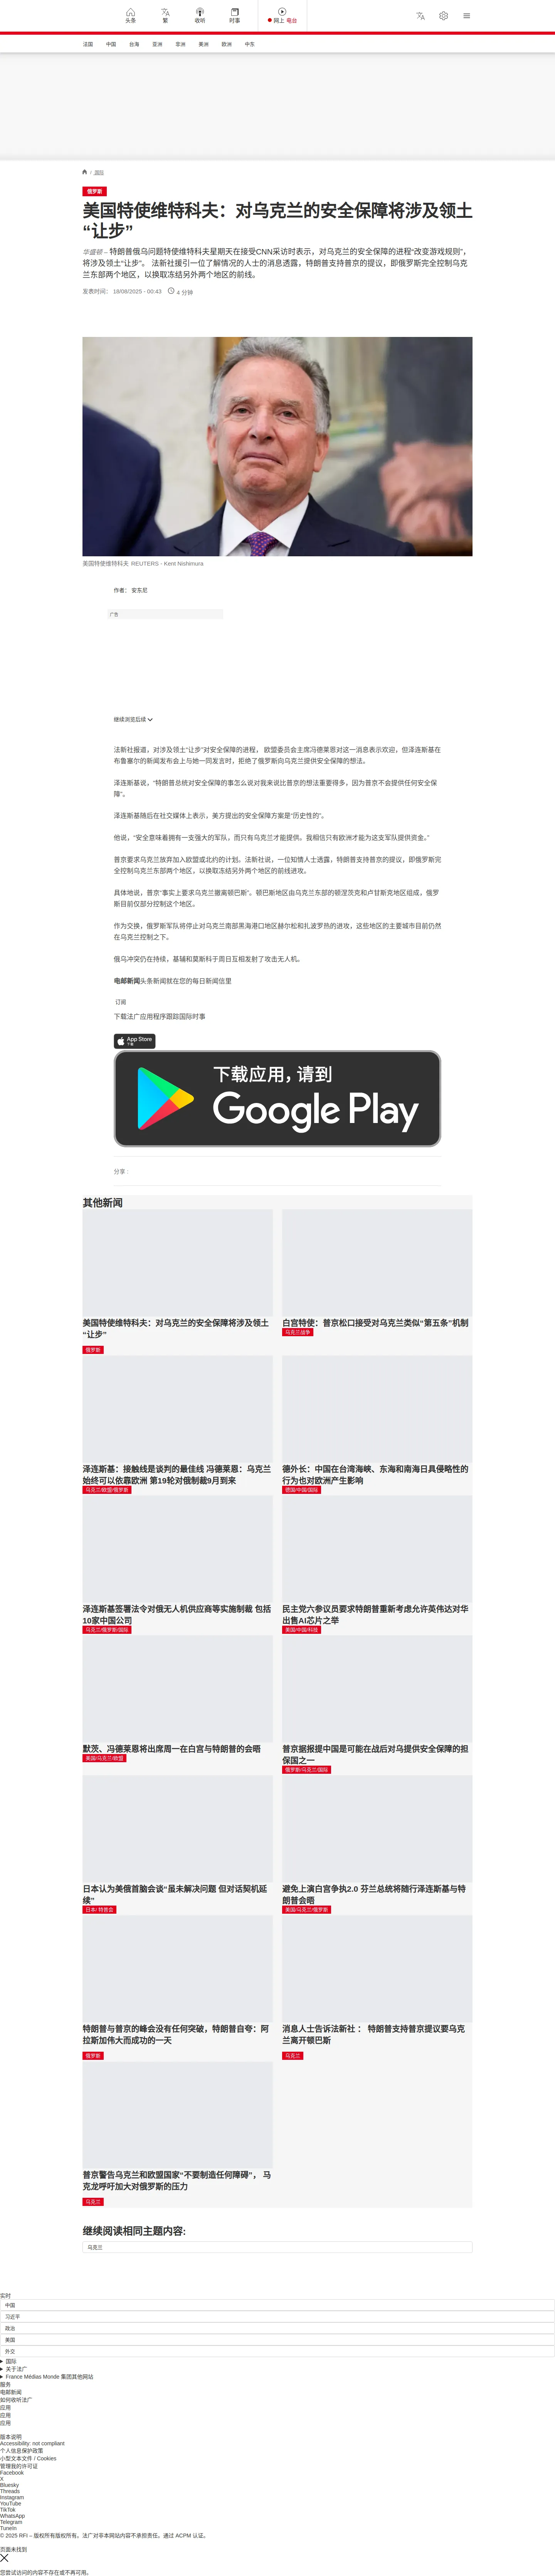 头条
繁
收听
时事
网上 电台
法国
中国
台海
亚洲
非洲
美洲
欧洲
中东
/ 国际
俄罗斯
美国特使维特科夫：对乌克兰的安全保障将涉及领土
“让步”
华盛顿 – 特朗普俄乌问题特使维特科夫星期天在接受CNN采访时表示，对乌克兰的安全保障的进程“改变游戏规则”，
将涉及领土“让步”。 法新社援引一位了解情况的人士的消息透露，特朗普支持普京的提议，即俄罗斯完全控制乌克
兰东部两个地区，以换取冻结另外两个地区的前线。
发表时间： 18/08/2025 - 00:43
4 分钟
美国特使维特科夫 REUTERS - Kent Nishimura
作者： 安东尼
广告
继续浏览后续
法新社报道，对涉及领土“让步”对安全保障的进程， 欧盟委员会主席冯德莱恩对这一消息表示欢迎，但泽连斯基在
布鲁塞尔的新闻发布会上与她一同发言时，拒绝了俄罗斯向乌克兰提供安全保障的想法。
泽连斯基说，“特朗普总统对安全保障的事怎么说对我来说比普京的想法重要得多，因为普京不会提供任何安全保
障”。
泽连斯基随后在社交媒体上表示，美方提出的安全保障方案是“历史性的”。
他说，“安全意味着拥有一支强大的军队，而只有乌克兰才能提供。我相信只有欧洲才能为这支军队提供资金。”
普京要求乌克兰放弃加入欧盟或北约的计划。法新社说，一位知情人士透露，特朗普支持普京的提议，即俄罗斯完
全控制乌克兰东部两个地区，以换取冻结另外两个地区的前线进攻。
具体地说，普京“事实上要求乌克兰撤离顿巴斯”。顿巴斯地区由乌克兰东部的顿涅茨克和卢甘斯克地区组成，俄罗
斯目前仅部分控制这个地区。
作为交换，俄罗斯军队将停止对乌克兰南部黑海港口地区赫尔松和扎波罗热的进攻，这些地区的主要城市目前仍然
在乌克兰控制之下。
俄乌冲突仍在持续，基辅和莫斯科于周日互相发射了攻击无人机。
电邮新闻头条新闻就在您的每日新闻信里
订阅
下载法广应用程序跟踪国际时事
App Store
下载
下载应用，请到
Google Play
分享 :
其他新闻
美国特使维特科夫：对乌克兰的安全保障将涉及领土
“让步”
俄罗斯
白宫特使：普京松口接受对乌克兰类似“第五条”机制
乌克兰战争
泽连斯基：接触线是谈判的最佳线 冯德莱恩：乌克兰
始终可以依靠欧洲 第19轮对俄制裁9月到来
乌克兰/欧盟/俄罗斯
德外长：中国在台湾海峡、东海和南海日具侵略性的
行为也对欧洲产生影响
德国/中国/国际
泽连斯基签署法令对俄无人机供应商等实施制裁 包括
10家中国公司
乌克兰/俄罗斯/国际
民主党六参议员要求特朗普重新考虑允许英伟达对华
出售AI芯片之举
美国/中国/科技
默茨、冯德莱恩将出席周一在白宫与特朗普的会晤
美国/乌克兰/欧盟
普京据报提中国是可能在战后对乌提供安全保障的担
保国之一
俄罗斯/乌克兰/国际
日本认为美俄首脑会谈“虽未解决问题 但对话契机延
续”
日本/ 特普会
避免上演白宫争执2.0 芬兰总统将随行泽连斯基与特
朗普会晤
美国/乌克兰/俄罗斯
特朗普与普京的峰会没有任何突破，特朗普自夸：阿
拉斯加伟大而成功的一天
俄罗斯
消息人士告诉法新社 ： 特朗普支持普京提议要乌克
兰离开顿巴斯
乌克兰
普京警告乌克兰和欧盟国家“不要制造任何障碍”， 马
克龙呼吁加大对俄罗斯的压力
乌克兰
继续阅读相同主题内容:
乌克兰
实时
中国
习近平
政治
美国
外交
国际
关于法广
France Médias Monde 集团其他网站
服务
电邮新闻
如何收听法广
应用
应用
应用
版本说明
Accessibility: not compliant
个人信息保护政策
小型文本文件 / Cookies
管理我的许可证
Facebook
X
Bluesky
Threads
Instagram
YouTube
TikTok
WhatsApp
Telegram
TuneIn
© 2025 RFI – 版权所有版权所有。法广对非本网站内容不承担责任。通过 ACPM 认证。
页面未找到
您尝试访问的内容不存在或不再可用。